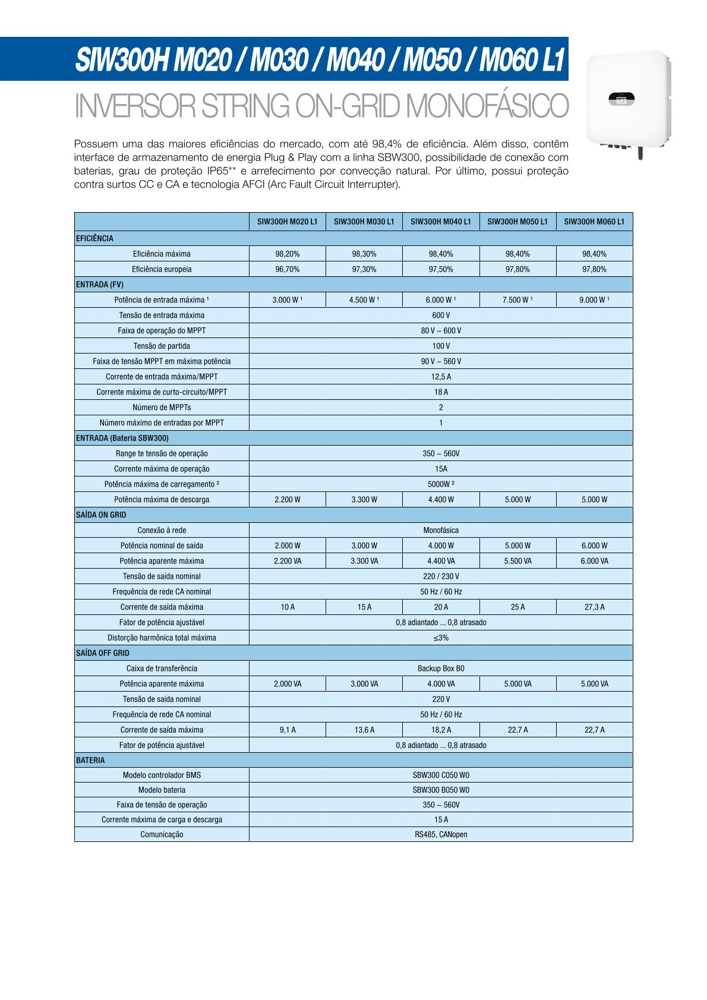 SIW300H M020 / M030 / M040 / M050 / M060 L1
INVERSOR STRING ON-GRID MONOFÁSICO
weg
Possuem uma das maiores eficiências do mercado, com até 98,4% de eficiência. Além disso, contêm
interface de armazenamento de energia Plug & Play com a linha SBW300, possibilidade de conexão com
baterias, grau de proteção IP65** e arrefecimento por convecção natural. Por último, possui proteção
contra surtos CC e CA e tecnologia AFCI (Arc Fault Circuit Interrupter).
SIW300H M020 L1 SIW300H M030 L1 SIW300H M040 L1 SIW300H M050 L1 SIW300H M060 L1
EFICIÊNCIA
Eficiência máxima 98,20% 98,30% 98,40% 98,40% 98,40%
Eficiência europeia 96,70% 97,30% 97,50% 97,80% 97,80%
ENTRADA (FV)
Potência de entrada máxima ¹ 3.000 W ¹ 4.500 W ¹ 6.000 W ¹ 7.500 W ¹ 9.000 W ¹
Tensão de entrada máxima 600 V
Faixa de operação do MPPT 80 V ~ 600 V
Tensão de partida 100 V
Faixa de tensão MPPT em máxima potência 90 V ~ 560 V
Corrente de entrada máxima/MPPT 12,5 A
Corrente máxima de curto-circuito/MPPT 18 A
Número de MPPTs 2
Número máximo de entradas por MPPT 1
ENTRADA (Bateria SBW300)
Range te tensão de operação 350 ~ 560V
Corrente máxima de operação 15A
Potência máxima de carregamento ² 5000W ²
Potência máxima de descarga 2.200 W 3.300 W 4.400 W 5.000 W 5.000 W
SAÍDA ON GRID
Conexão à rede Monofásica
Potência nominal de saída 2.000 W 3.000 W 4.000 W 5.000 W 6.000 W
Potência aparente máxima 2.200 VA 3.300 VA 4.400 VA 5.500 VA 6.000 VA
Tensão de saída nominal 220 / 230 V
Frequência de rede CA nominal 50 Hz / 60 Hz
Corrente de saída máxima 10 A 15 A 20 A 25 A 27,3 A
Fator de potência ajustável 0,8 adiantado ... 0,8 atrasado
Distorção harmônica total máxima ≤3%
SAÍDA OFF GRID
Caixa de transferência Backup Box B0
Potência aparente máxima 2.000 VA 3.000 VA 4.000 VA 5.000 VA 5.000 VA
Tensão de saída nominal 220 V
Frequência de rede CA nominal 50 Hz / 60 Hz
Corrente de saída máxima 9,1 A 13,6 A 18,2 A 22,7 A 22,7 A
Fator de potência ajustável 0,8 adiantado ... 0,8 atrasado
BATERIA
Modelo controlador BMS SBW300 C050 W0
Modelo bateria SBW300 B050 W0
Faixa de tensão de operação 350 ~ 560V
Corrente máxima de carga e descarga 15 A
Comunicação RS485, CANopen